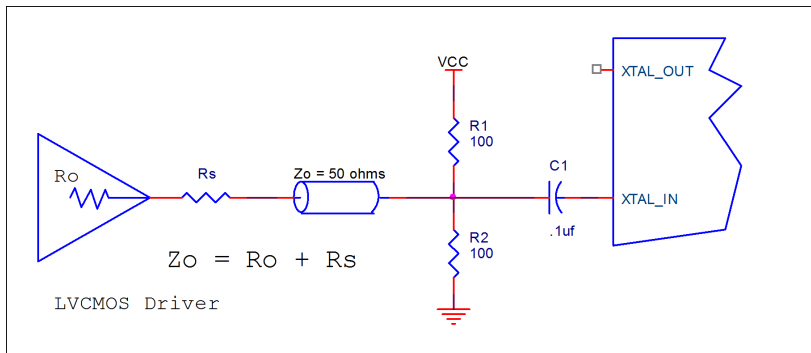 VCC
XTAL_OUT
R1
100
Ro
Rs
Zo = 50 ohms
C1
XTAL_IN
.1uf
R2
100
Zo = Ro + Rs
LVCMOS Driver